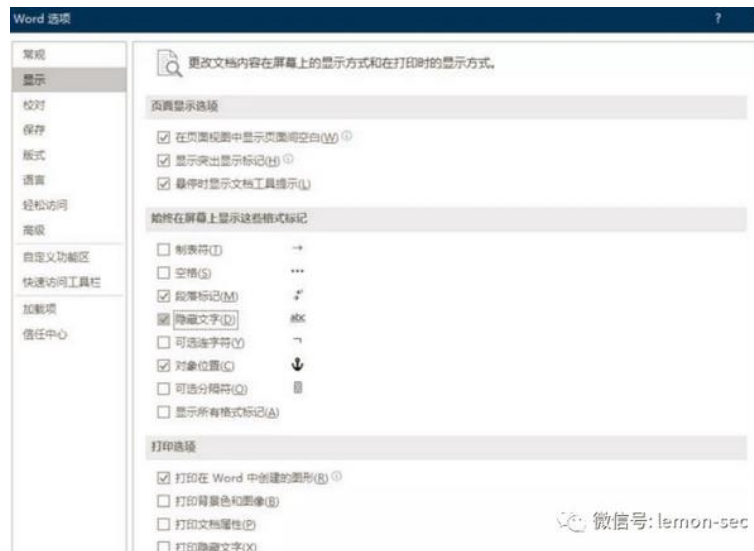 Word 选项 ?
常规
显示
校对
保存
版式
语言
轻松访问
高级
自定义功能区
快速访问工具栏
加载项
信任中心
更改文档内容在屏幕上的显示方式和在打印时的显示方式。
页面显示选项
在页面视图中显示页面间空白(W)
显示突出显示标记(H)
悬停时显示文档工具提示(L)
始终在屏幕上显示这些格式标记
制表符(T)
空格(S)
段落标记(M)
隐藏文字(D) abc
可选连字符(Y)
对象位置(C)
可选分隔符(O)
显示所有格式标记(A)
打印选项
打印在 Word 中创建的图形(R)
打印背景色和图像(B)
打印文档属性(P)
打印隐藏文字(X)
微信号: lemon-sec